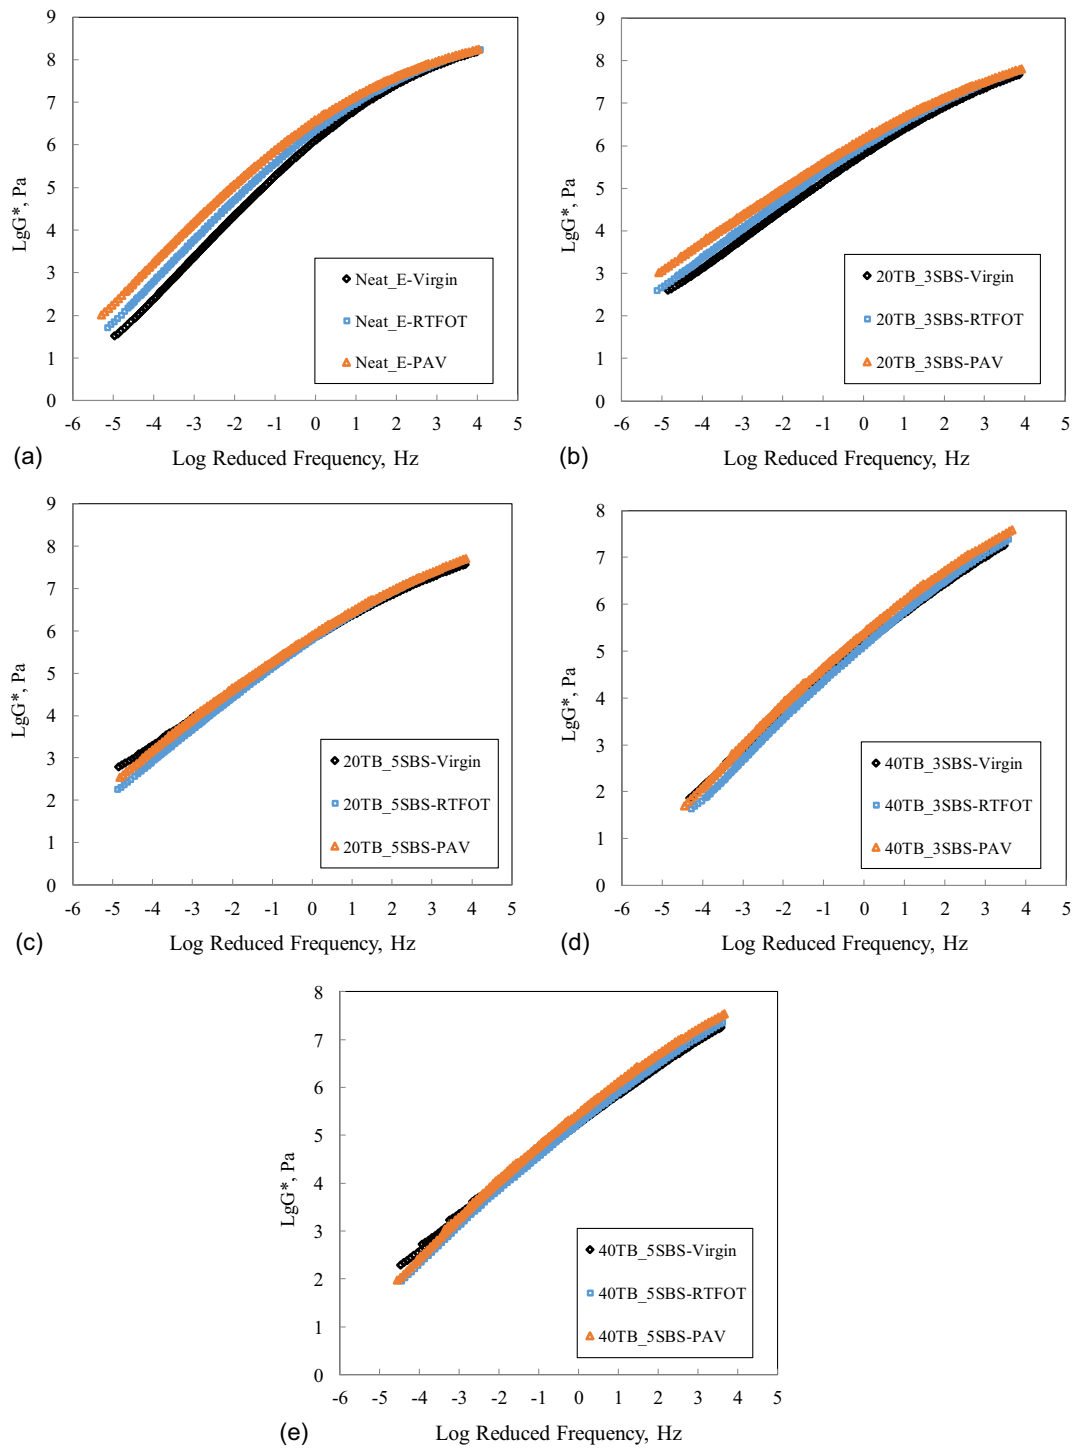 9
8
7
6
5
4
3
2
1
0
LgG*, Pa
-6 -5 -4 -3 -2 -1 0 1 2 3 4 5
Log Reduced Frequency, Hz
Neat_E-Virgin
Neat_E-RTFOT
Neat_E-PAV
(a)
9
8
7
6
5
4
3
2
1
0
LgG*, Pa
-6 -5 -4 -3 -2 -1 0 1 2 3 4 5
Log Reduced Frequency, Hz
20TB_3SBS-Virgin
20TB_3SBS-RTFOT
20TB_3SBS-PAV
(b)
9
8
7
6
5
4
3
2
1
0
LgG*, Pa
-6 -5 -4 -3 -2 -1 0 1 2 3 4 5
Log Reduced Frequency, Hz
20TB_5SBS-Virgin
20TB_5SBS-RTFOT
20TB_5SBS-PAV
(c)
8
7
6
5
4
3
2
1
0
LgG*, Pa
-6 -5 -4 -3 -2 -1 0 1 2 3 4 5
Log Reduced Frequency, Hz
40TB_3SBS-Virgin
40TB_3SBS-RTFOT
40TB_3SBS-PAV
(d)
8
7
6
5
4
3
2
1
0
LgG*, Pa
-6 -5 -4 -3 -2 -1 0 1 2 3 4 5
Log Reduced Frequency, Hz
40TB_5SBS-Virgin
40TB_5SBS-RTFOT
40TB_5SBS-PAV
(e)